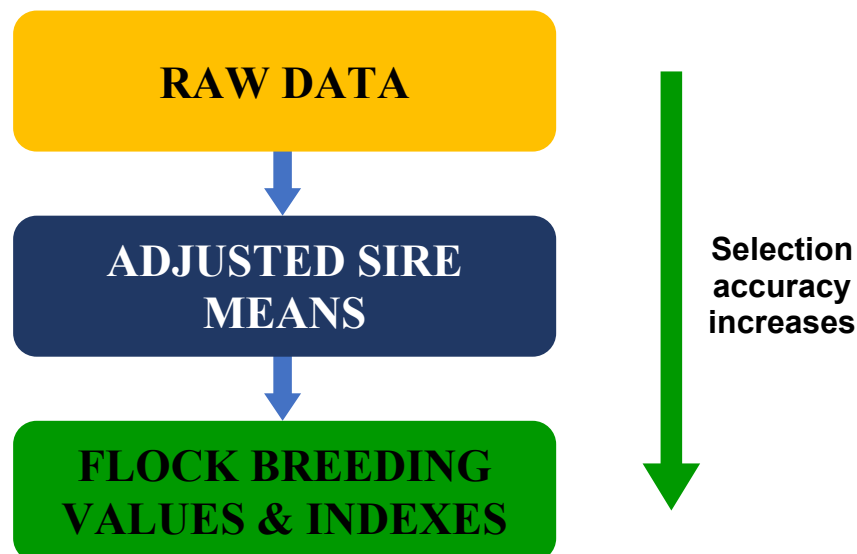 RAW DATA
ADJUSTED SIRE
MEANS
Selection
accuracy
increases
FLOCK BREEDING
VALUES & INDEXES